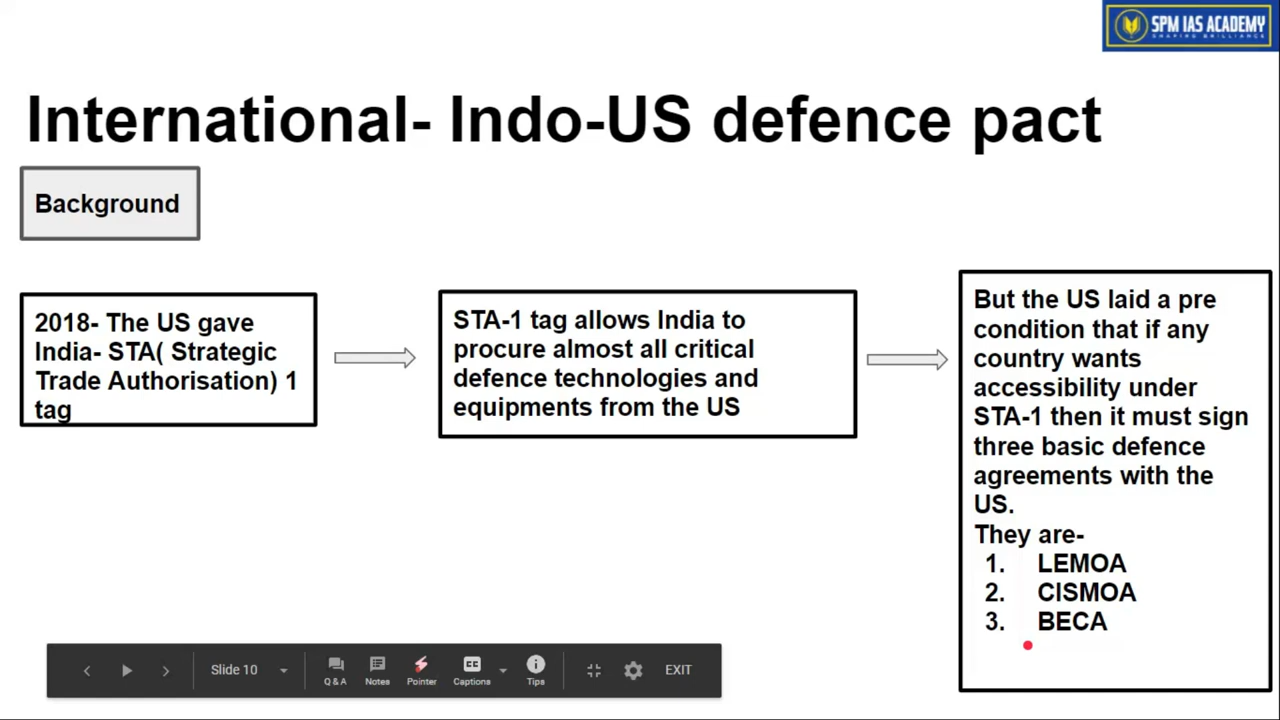 SPM IAS ACADEMY
SHAPING BRILLIANCE
International- Indo-US defence pact
Background
2018- The US gave
India- STA( Strategic
Trade Authorisation) 1
tag
STA-1 tag allows India to
procure almost all critical
defence technologies and
equipments from the US
But the US laid a pre
condition that if any
country wants
accessibility under
STA-1 then it must sign
three basic defence
agreements with the
US.
They are-
1. LEMOA
2. CISMOA
3. BECA
Slide 10
Q & A
Notes
Pointer
CC
Captions
Tips
EXIT